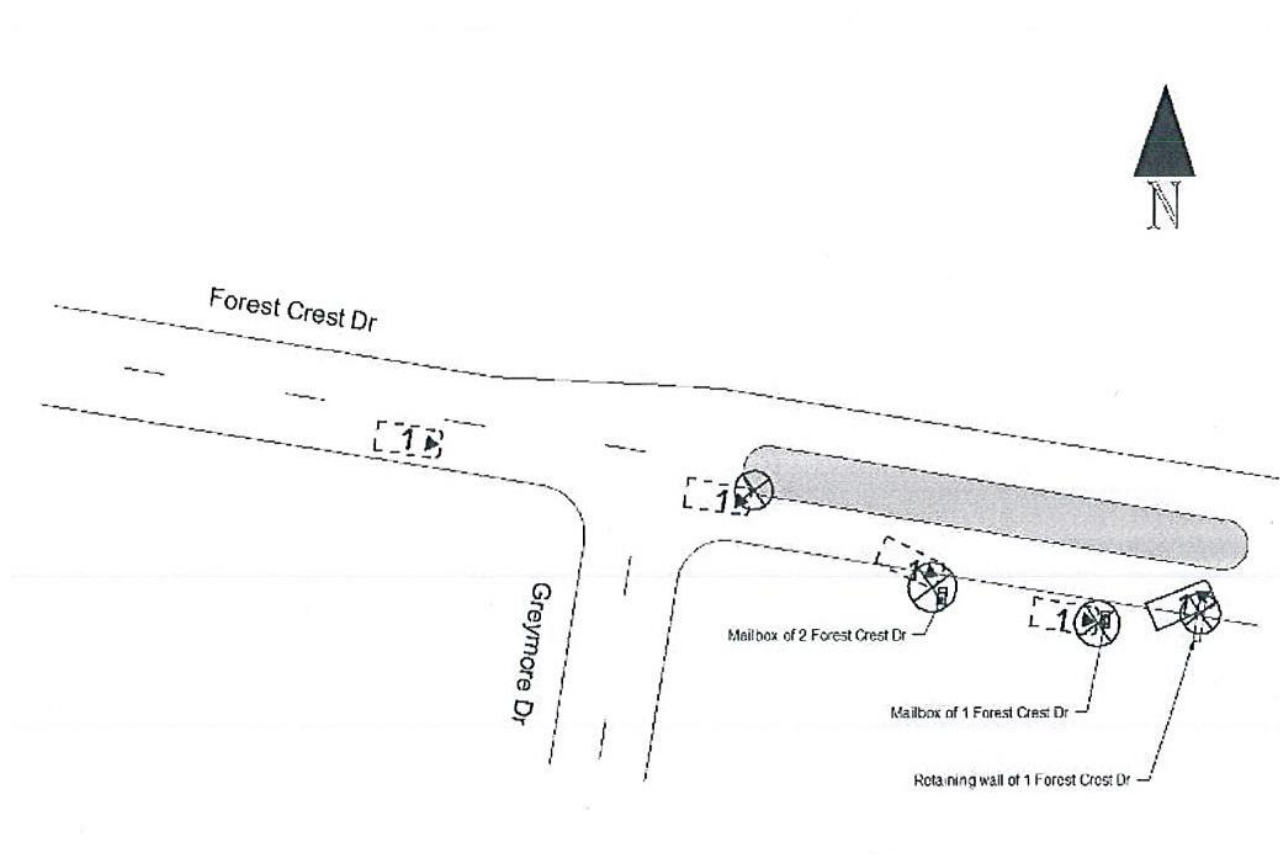 N
Forest Crest Dr
1
1
1
1
1
Greymore Dr
Mailbox of 2 Forest Crest Dr
Mailbox of 1 Forest Crest Dr
Retaining wall of 1 Forest Crest Dr